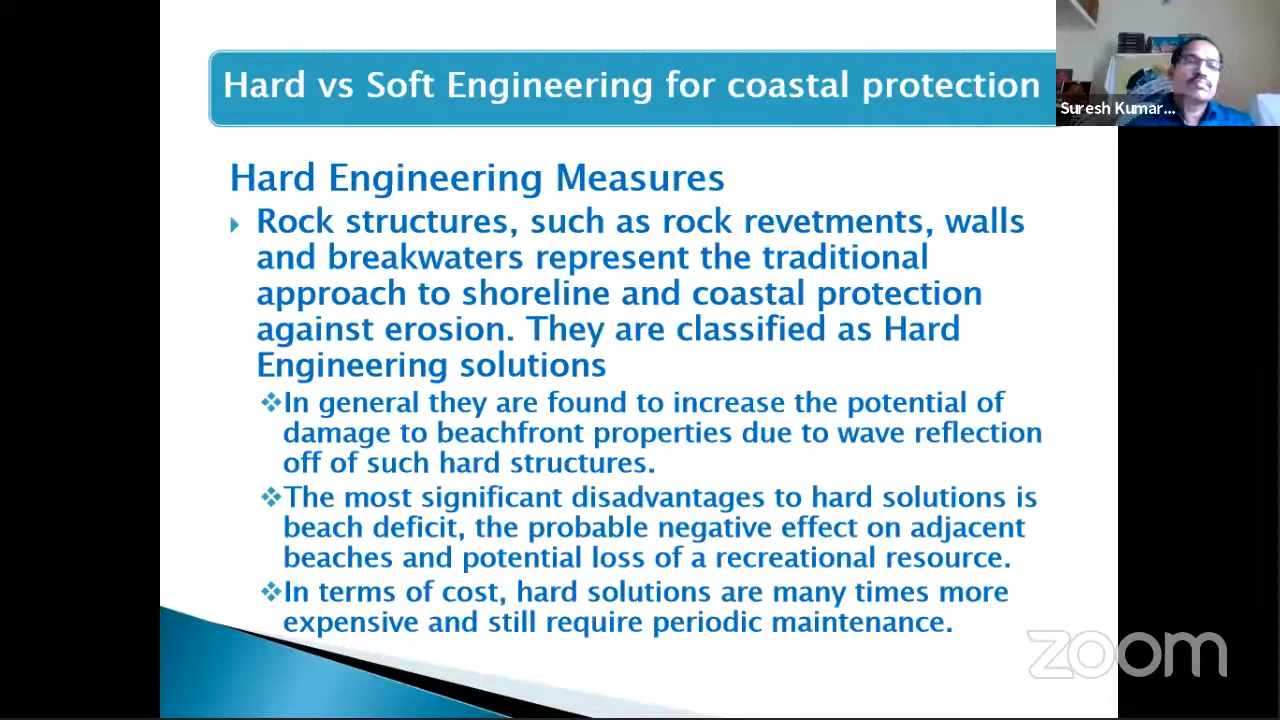 Hard vs Soft Engineering for coastal protection
Suresh Kumar...
Hard Engineering Measures
Rock structures, such as rock revetments, walls
and breakwaters represent the traditional
approach to shoreline and coastal protection
against erosion. They are classified as Hard
Engineering solutions
In general they are found to increase the potential of
damage to beachfront properties due to wave reflection
off of such hard structures.
The most significant disadvantages to hard solutions is
beach deficit, the probable negative effect on adjacent
beaches and potential loss of a recreational resource.
In terms of cost, hard solutions are many times more
expensive and still require periodic maintenance.
zoom